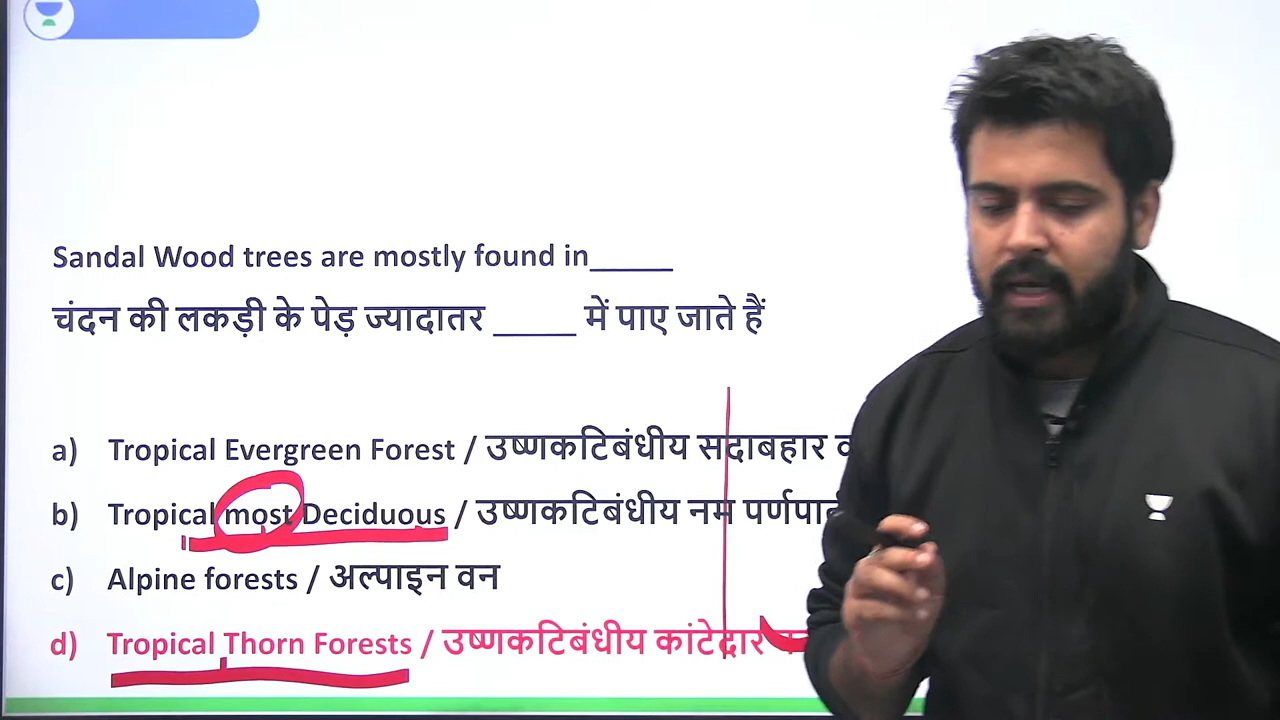 Sandal Wood trees are mostly found in_____
चंदन की लकड़ी के पेड़ ज्यादातर _____ में पाए जाते हैं
a) Tropical Evergreen Forest / उष्णकटिबंधीय सदाबहार
b) Tropical most Deciduous / उष्णकटिबंधीय नम
c) Alpine forests / अल्पाइन वन
d) Tropical Thorn Forests / उष्णकटिबंधीय कांटेदार